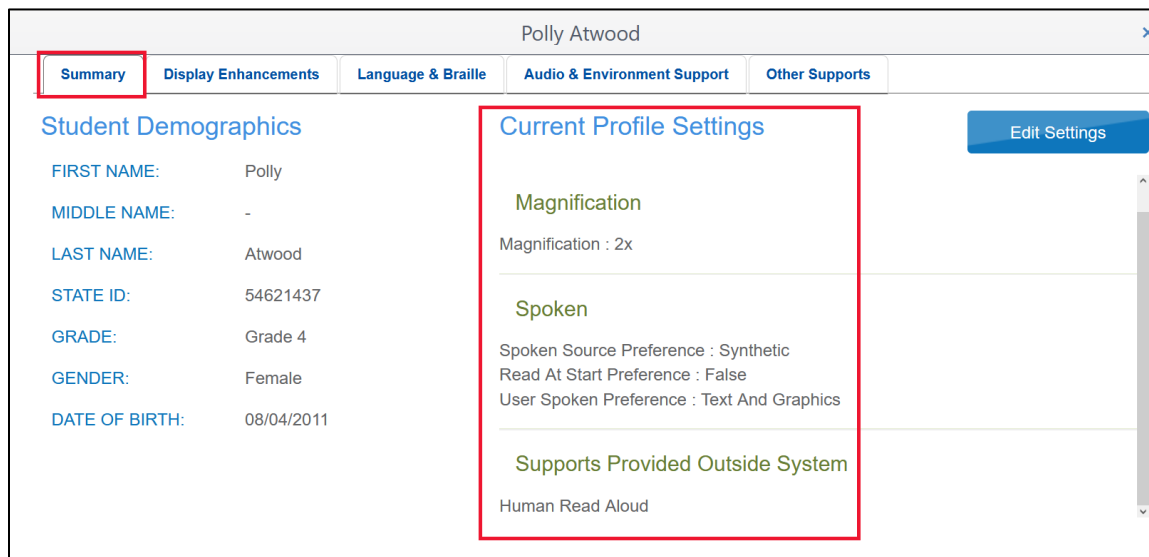 Polly Atwood
Summary
Display Enhancements
Language & Braille
Audio & Environment Support
Other Supports
Student Demographics
FIRST NAME: Polly
MIDDLE NAME: -
LAST NAME: Atwood
STATE ID: 54621437
GRADE: Grade 4
GENDER: Female
DATE OF BIRTH: 08/04/2011
Current Profile Settings
Edit Settings
Magnification
Magnification : 2x
Spoken
Spoken Source Preference : Synthetic
Read At Start Preference : False
User Spoken Preference : Text And Graphics
Supports Provided Outside System
Human Read Aloud